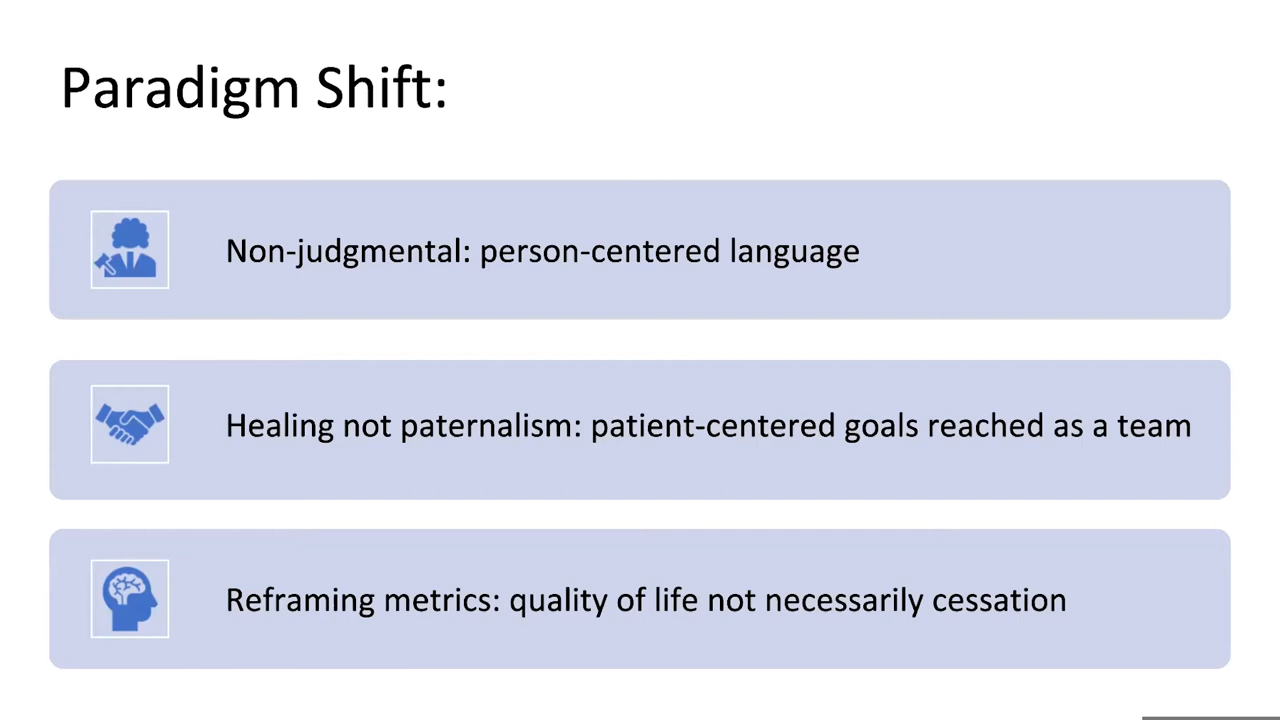 Paradigm Shift:
Non-judgmental: person-centered language
Healing not paternalism: patient-centered goals reached as a team
Reframing metrics: quality of life not necessarily cessation